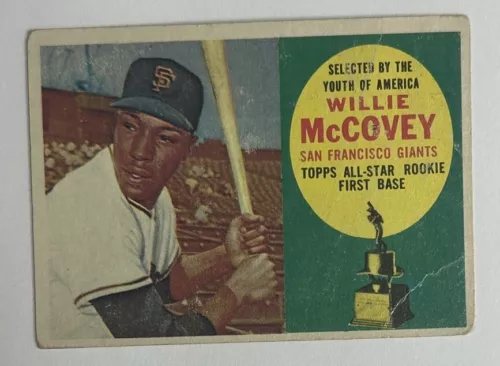 SF
SELECTED BY THE
YOUTH OF AMERICA
WILLIE
McCOVEY
SAN FRANCISCO GIANTS
TOPPS ALL-STAR ROOKIE
FIRST BASE